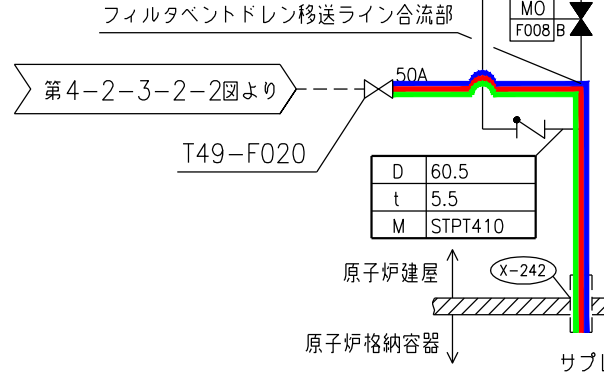 フィルタベントドレン移送ライン合流部
MO
F008 B
50A
第4-2-3-2-2図より
T49-F020
D 60.5
t 5.5
M STPT410
原子炉建屋
X-242
原子炉格納容器
サプレ